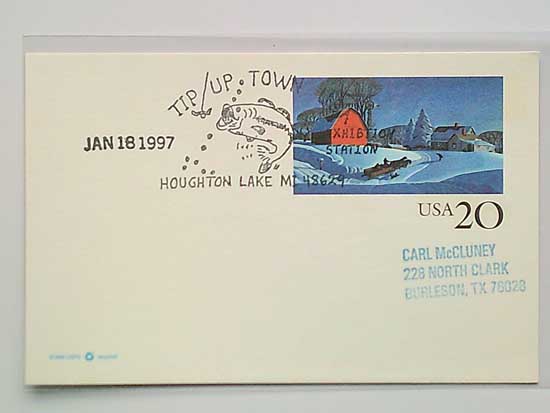 TIP UP TOWN
JAN 18 1997
EXHIBITION
STATION
HOUGHTON LAKE MI 48629
USA 20
CARL McCLUNEY
228 NORTH CLARK
BURLESON, TX 76028